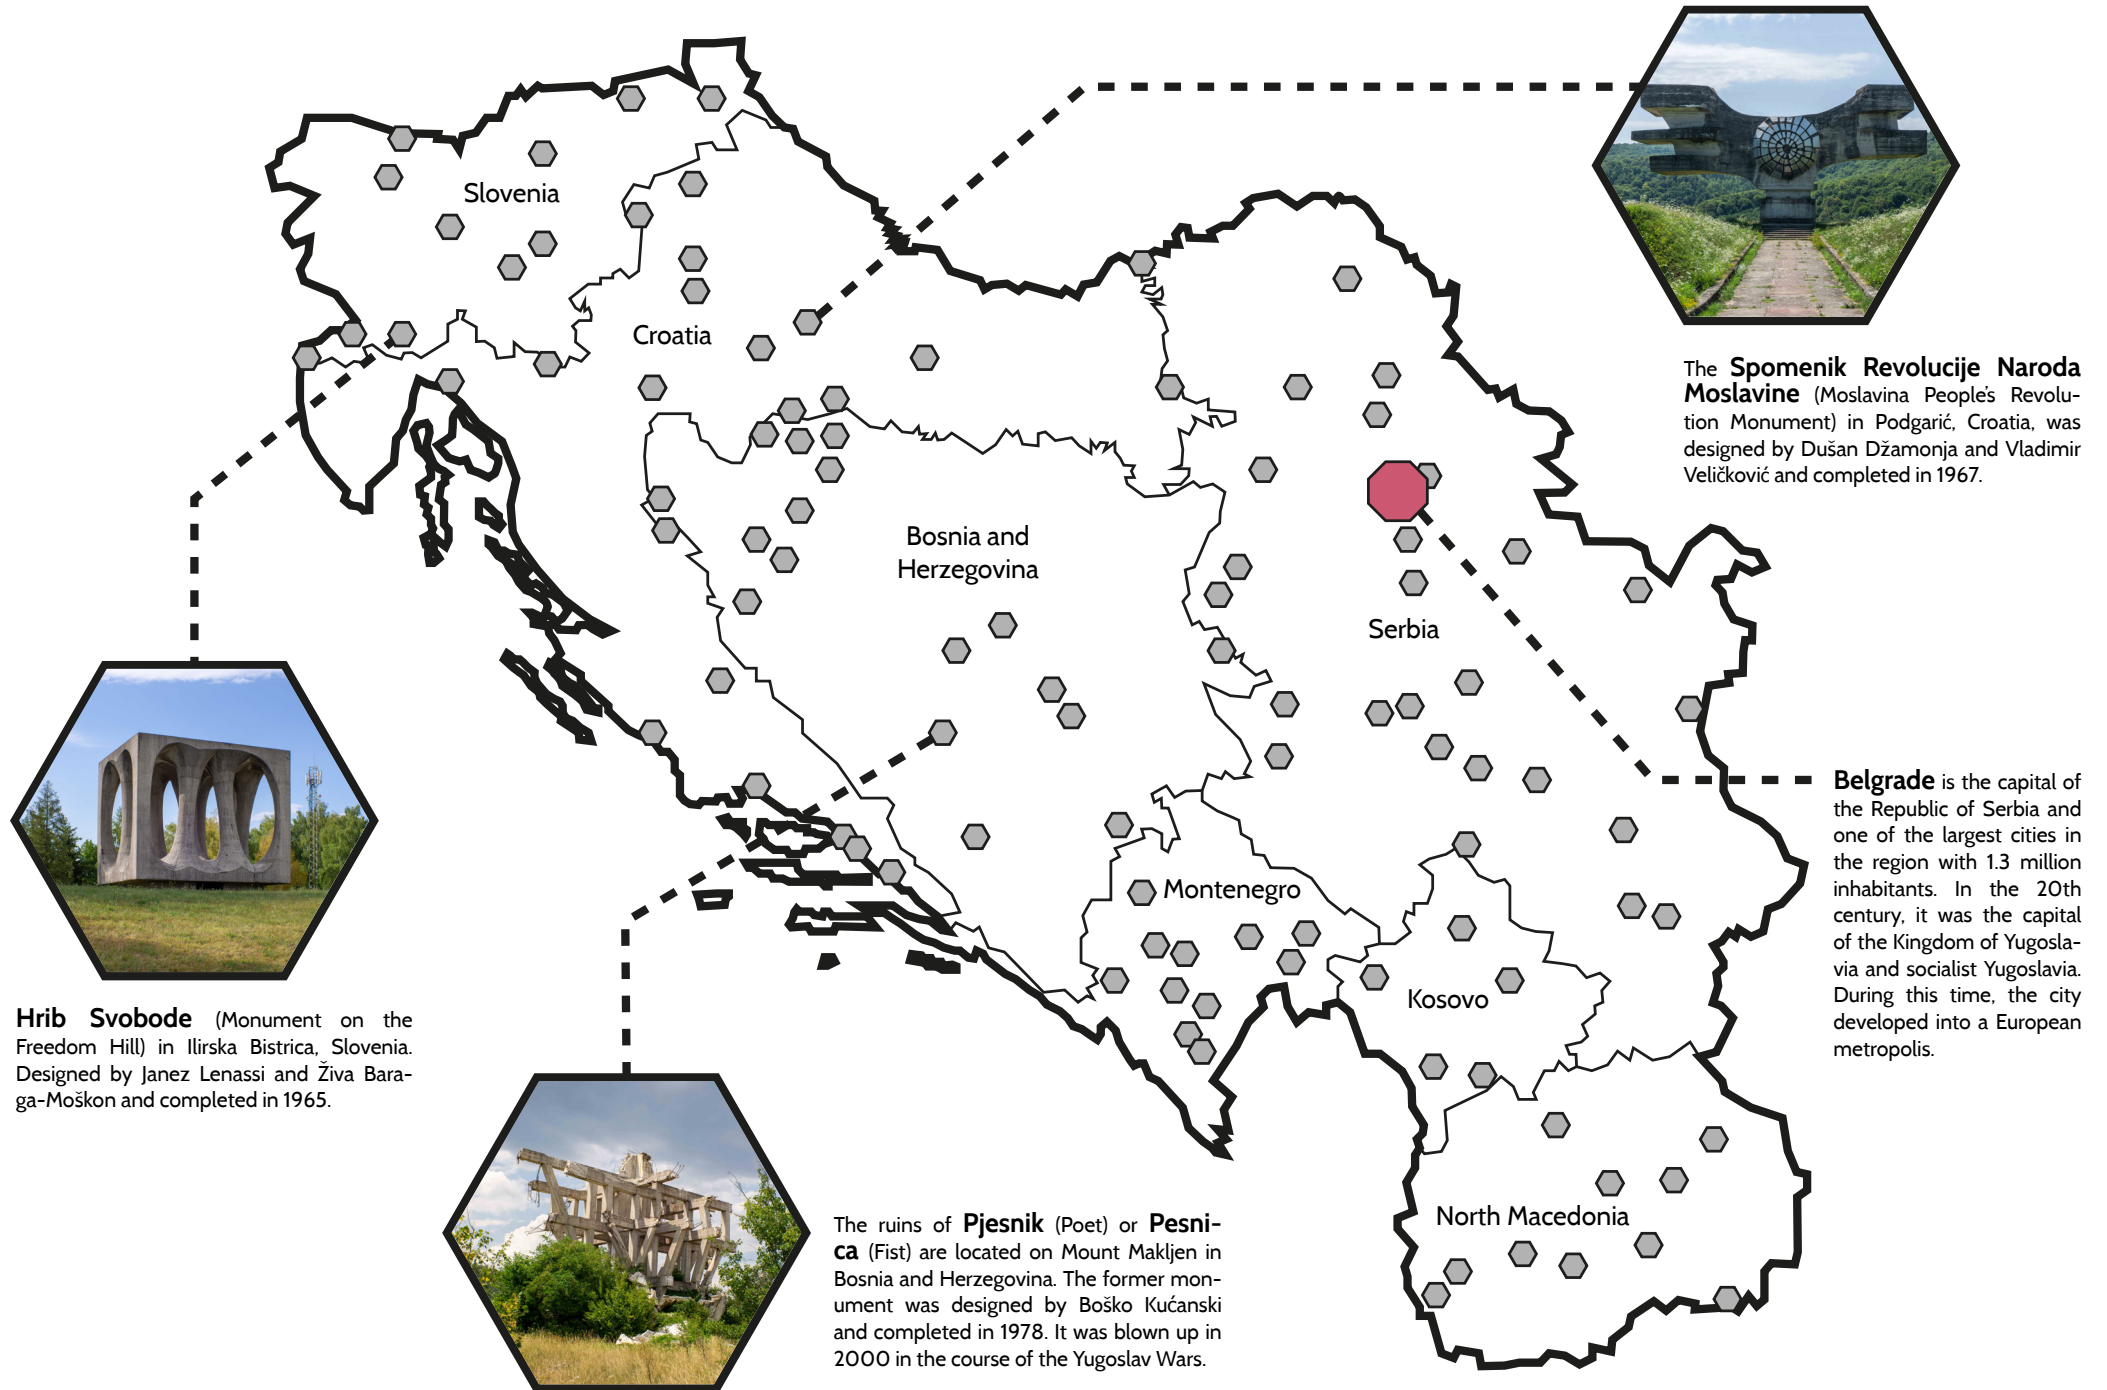 Slovenia
Croatia
Bosnia and
Herzegovina
Serbia
Montenegro
Kosovo
North Macedonia
The Spomenik Revolucije Naroda
Moslavine (Moslavina People's Revolu-
tion Monument) in Podgarić, Croatia, was
designed by Dušan Džamonja and Vladimir
Veličković and completed in 1967.
Belgrade is the capital of
the Republic of Serbia and
one of the largest cities in
the region with 1.3 million
inhabitants. In the 20th
century, it was the capital
of the Kingdom of Yugosla-
via and socialist Yugoslavia.
During this time, the city
developed into a European
metropolis.
Hrib Svobode (Monument on the
Freedom Hill) in Ilirska Bistrica, Slovenia.
Designed by Janez Lenassi and Živa Bara-
ga-Moškon and completed in 1965.
The ruins of Pjesnik (Poet) or Pesni-
ca (Fist) are located on Mount Makljen in
Bosnia and Herzegovina. The former mon-
ument was designed by Boško Kućanski
and completed in 1978. It was blown up in
2000 in the course of the Yugoslav Wars.